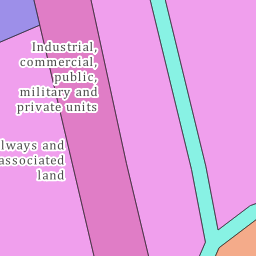 Industrial,
commercial,
public,
military and
private units
lways and
associated
land